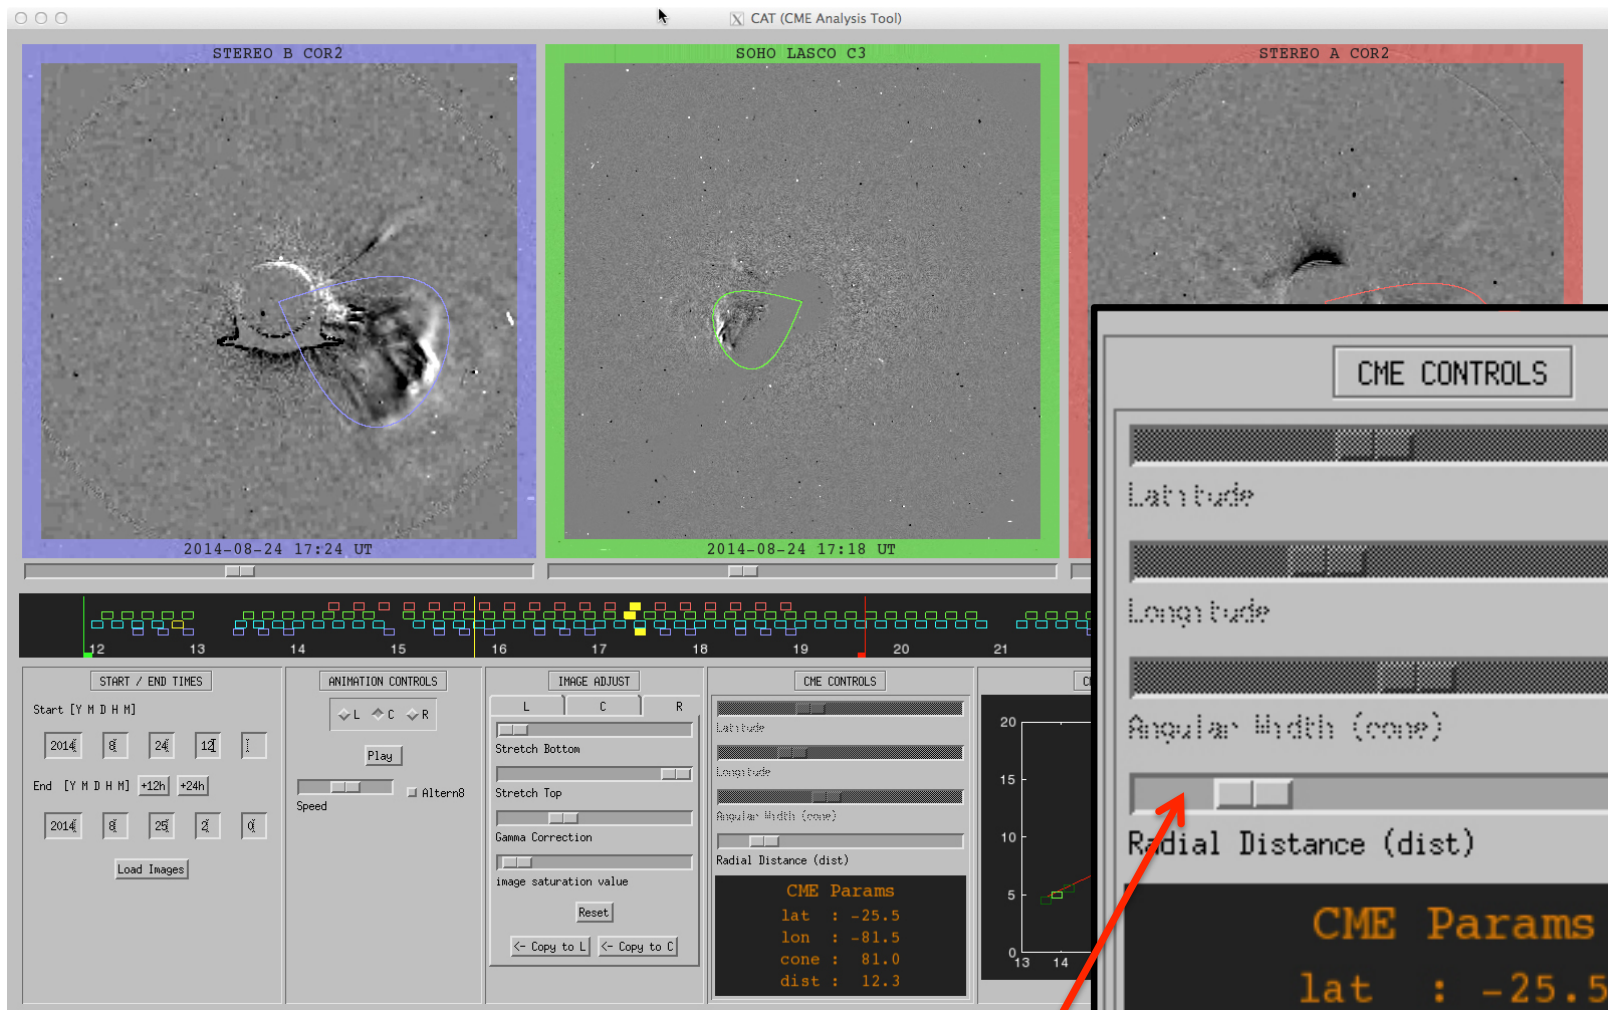 CAT (CME Analysis Tool)
STEREO B COR2
SOHO LASCO C3
STEREO A COR2
2014-08-24 17:24 UT
2014-08-24 17:18 UT
12 13 14 15 16 17 18 19 20 21
START / END TIMES
Start [Y M D H M]
2014 8 24 12
End [Y M D H M] +12h +24h
2014 8 25 2 0
Load Images
ANIMATION CONTROLS
L C R
Play
Speed
Altern8
IMAGE ADJUST
L C R
Stretch Bottom
Stretch Top
Gamma Correction
image saturation value
Reset
<- Copy to L <- Copy to C
CME CONTROLS
Latitude
Longitude
Angular Width (cone)
Radial Distance (dist)
CME Params
lat : -25.5
lon : -81.5
cone : 81.0
dist : 12.3
20
15
10
5
0
13 14
CME CONTROLS
Latitude
Longitude
Angular Width (cone)
Radial Distance (dist)
CME Params
lat : -25.5